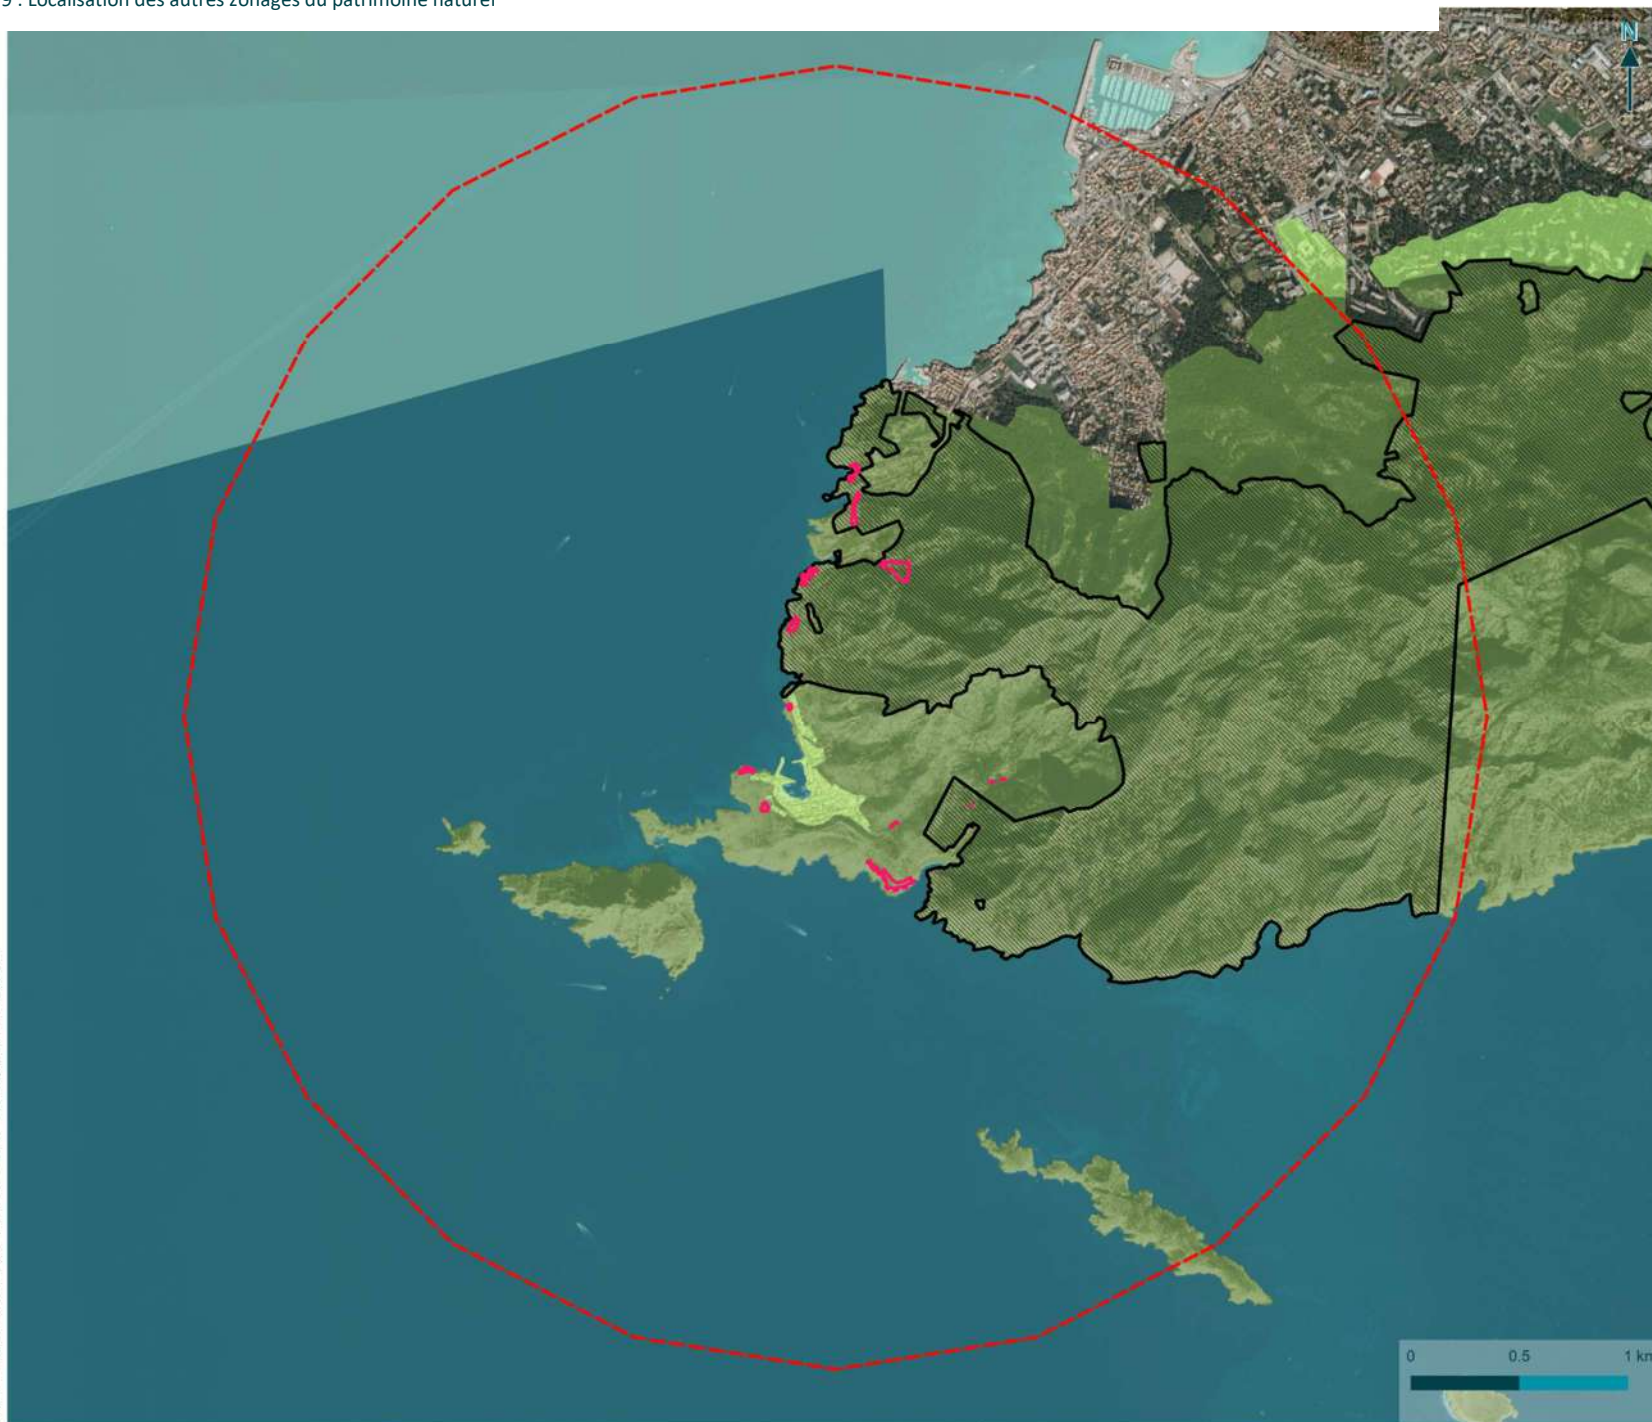 9 : Localisation des autres zonages du patrimoine naturel
N
0 0.5 1 km